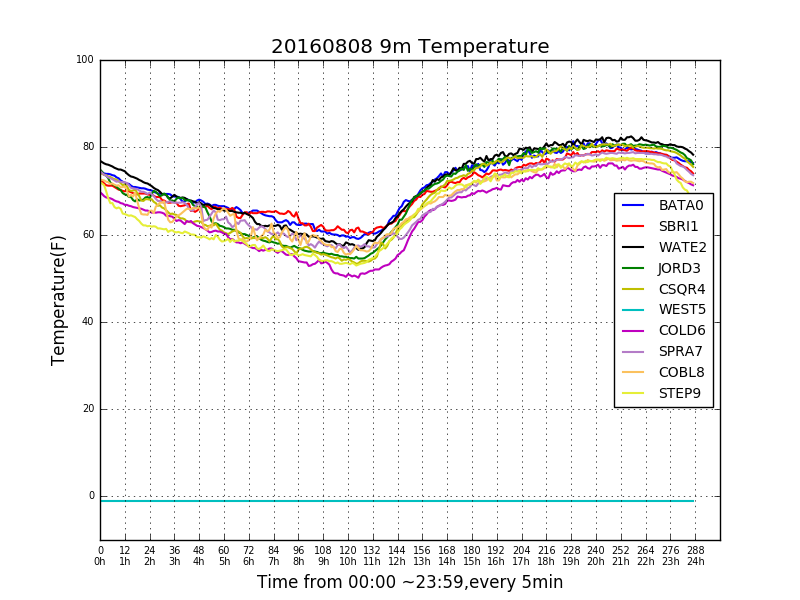 20160808 9m Temperature
Temperature(F)
100
80
60
40
20
0
BATA0
SBRI1
WATE2
JORD3
CSQR4
WEST5
COLD6
SPRA7
COBL8
STEP9
0 12 24 36 48 60 72 84 96 108 120 132 144 156 168 180 192 204 216 228 240 252 264 276 288
0h 1h 2h 3h 4h 5h 6h 7h 8h 9h 10h 11h 12h 13h 14h 15h 16h 17h 18h 19h 20h 21h 22h 23h 24h
Time from 00:00 ~23:59,every 5min